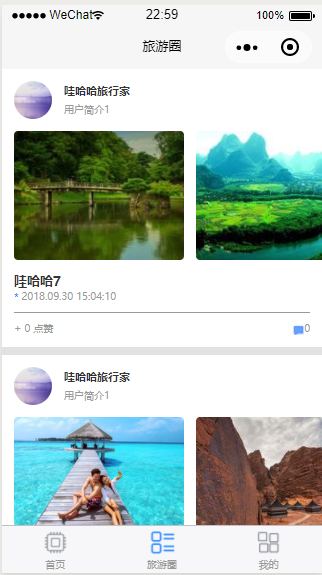 ●●●●● WeChat 22:59 100%
旅游圈
哇哈哈旅行家
用户简介1
哇哈哈7
* 2018.09.30 15:04:10
+ 0 点赞 0
哇哈哈旅行家
用户简介1
首页 旅游圈 我的